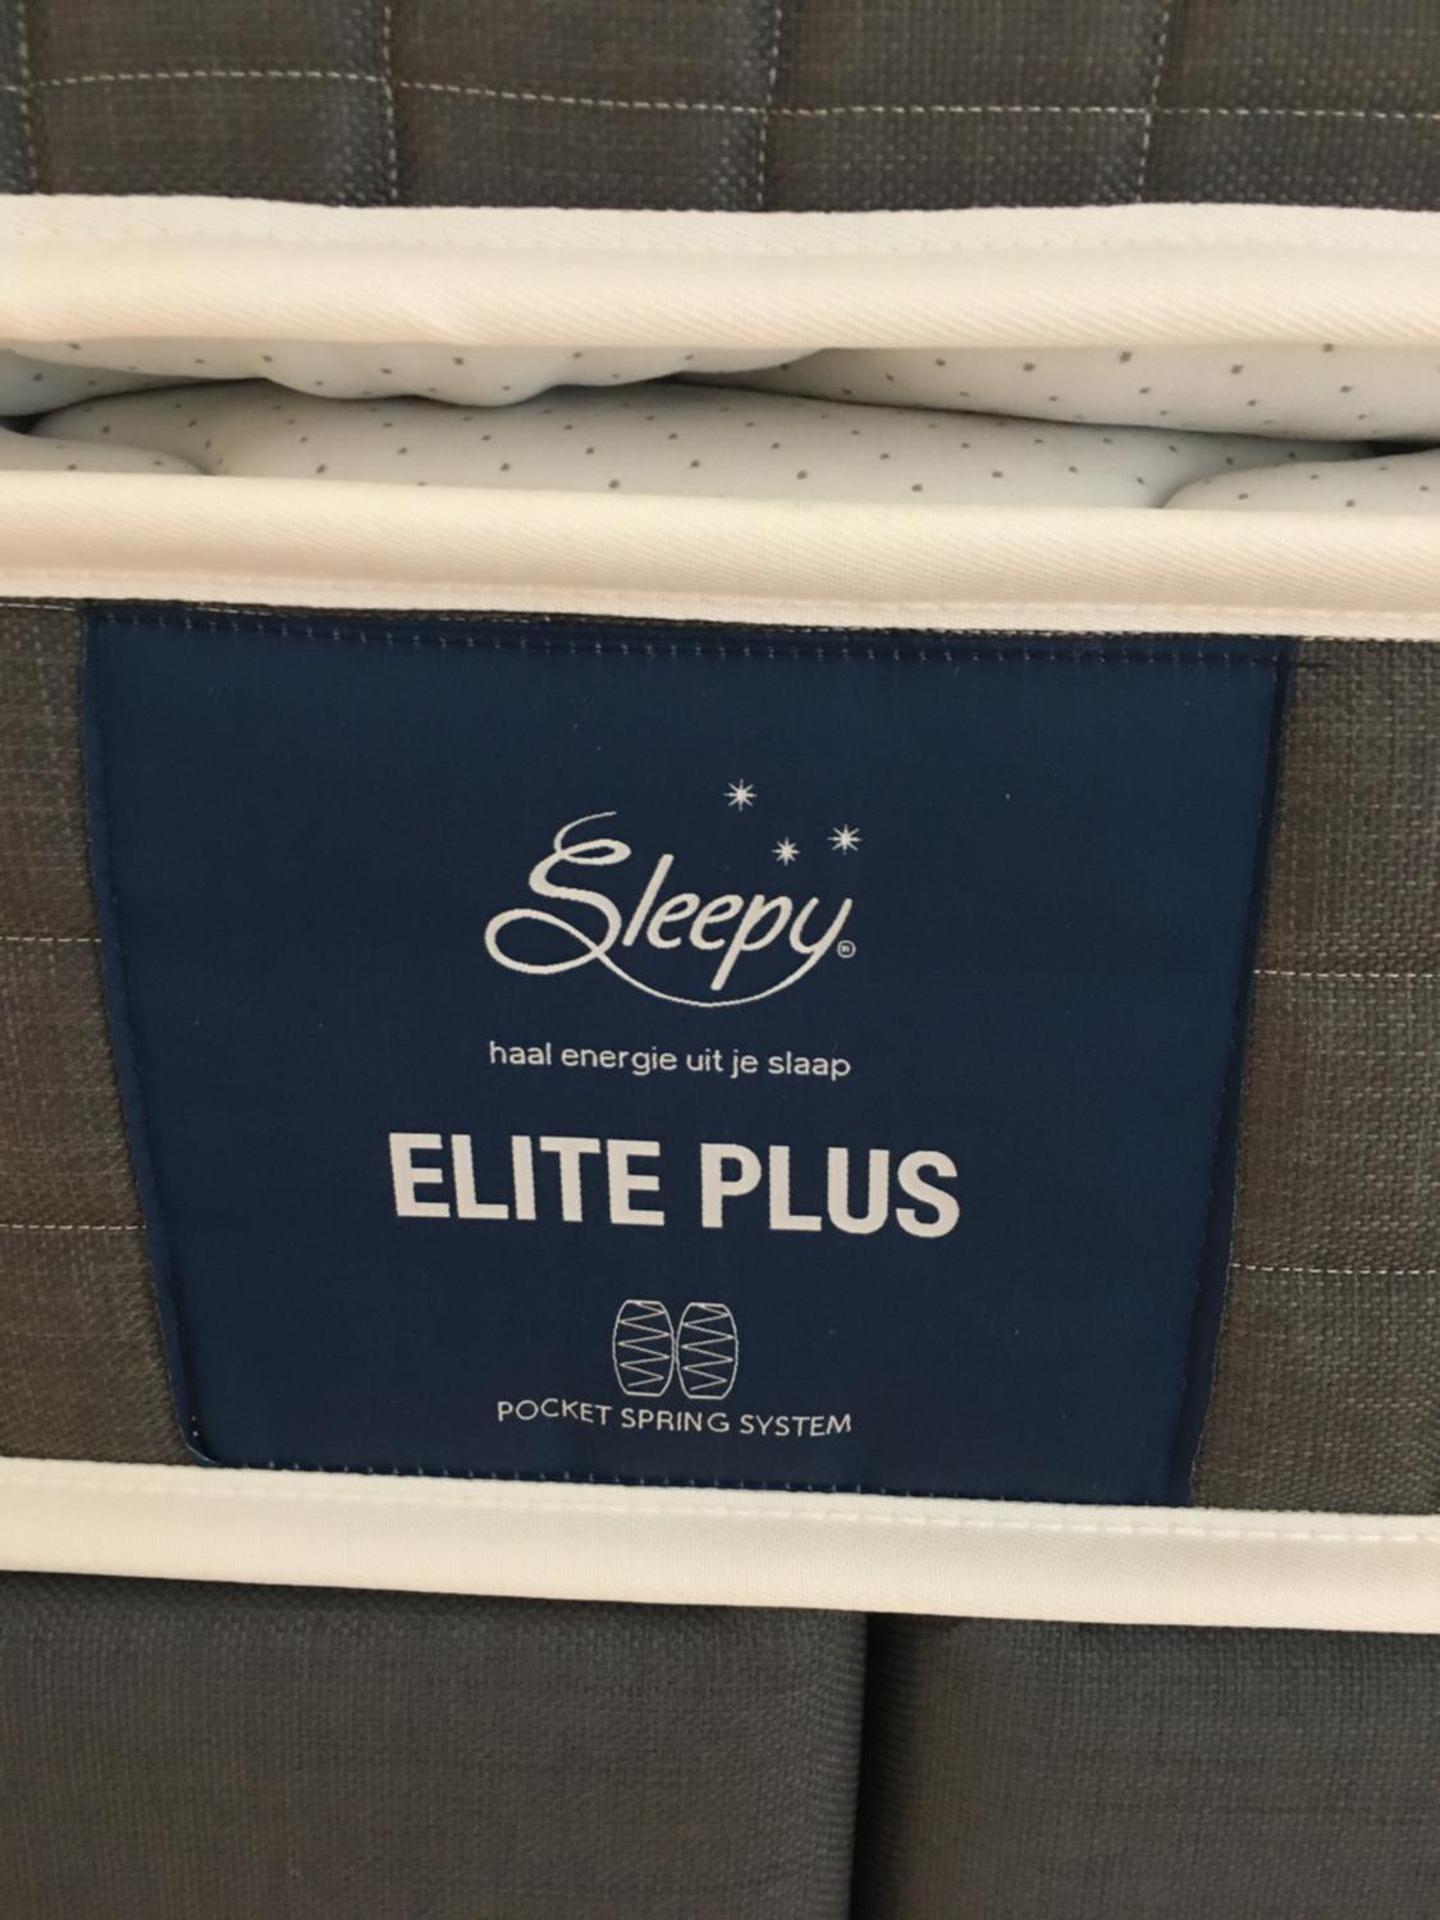 Sleepy®
haal energie uit je slaap
ELITE PLUS
POCKET SPRING SYSTEM